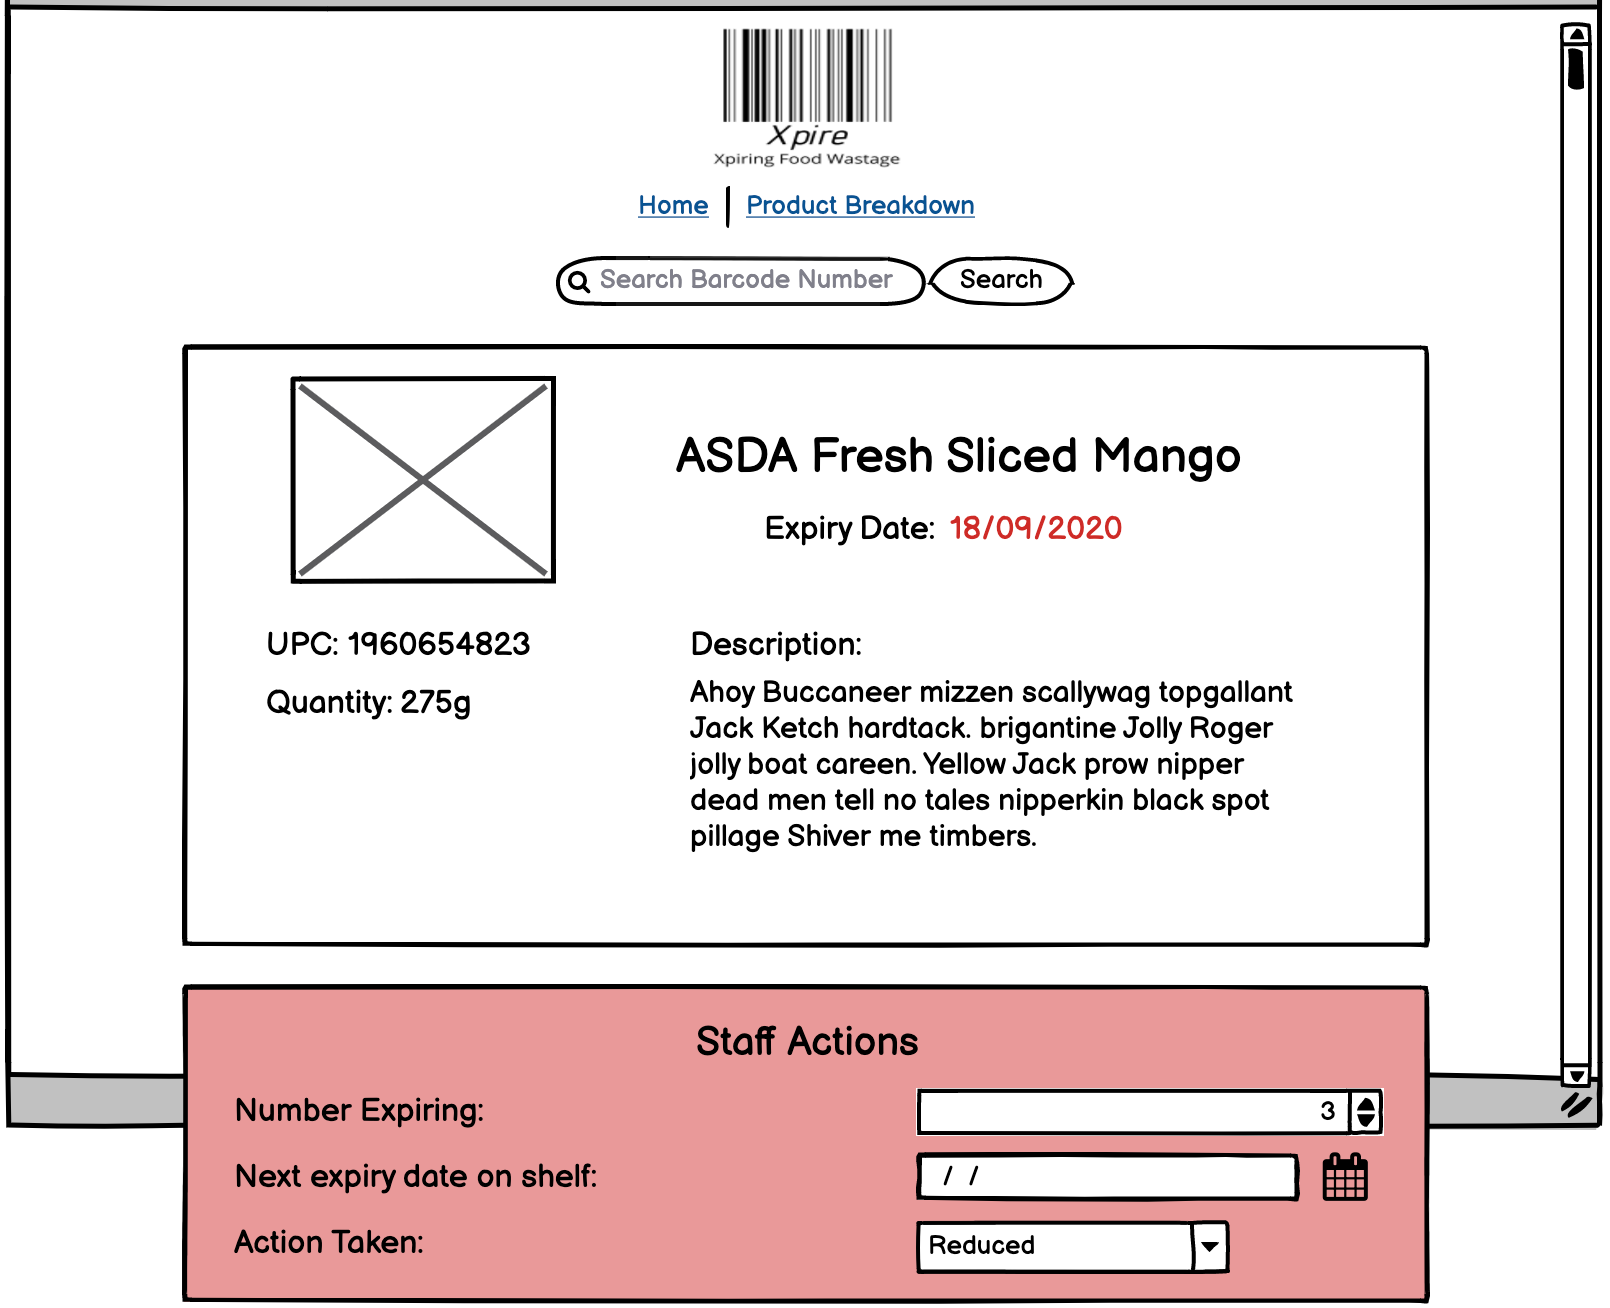 Xpire
Xpiring Food Wastage
Home | Product Breakdown
Search Barcode Number Search
ASDA Fresh Sliced Mango
Expiry Date: 18/09/2020
UPC: 1960654823
Quantity: 275g
Description:
Ahoy Buccaneer mizzen scallywag topgallant
Jack Ketch hardtack. brigantine Jolly Roger
jolly boat careen. Yellow Jack prow nipper
dead men tell no tales nipperkin black spot
pillage Shiver me timbers.
Staff Actions
Number Expiring: 3
Next expiry date on shelf: / /
Action Taken: Reduced